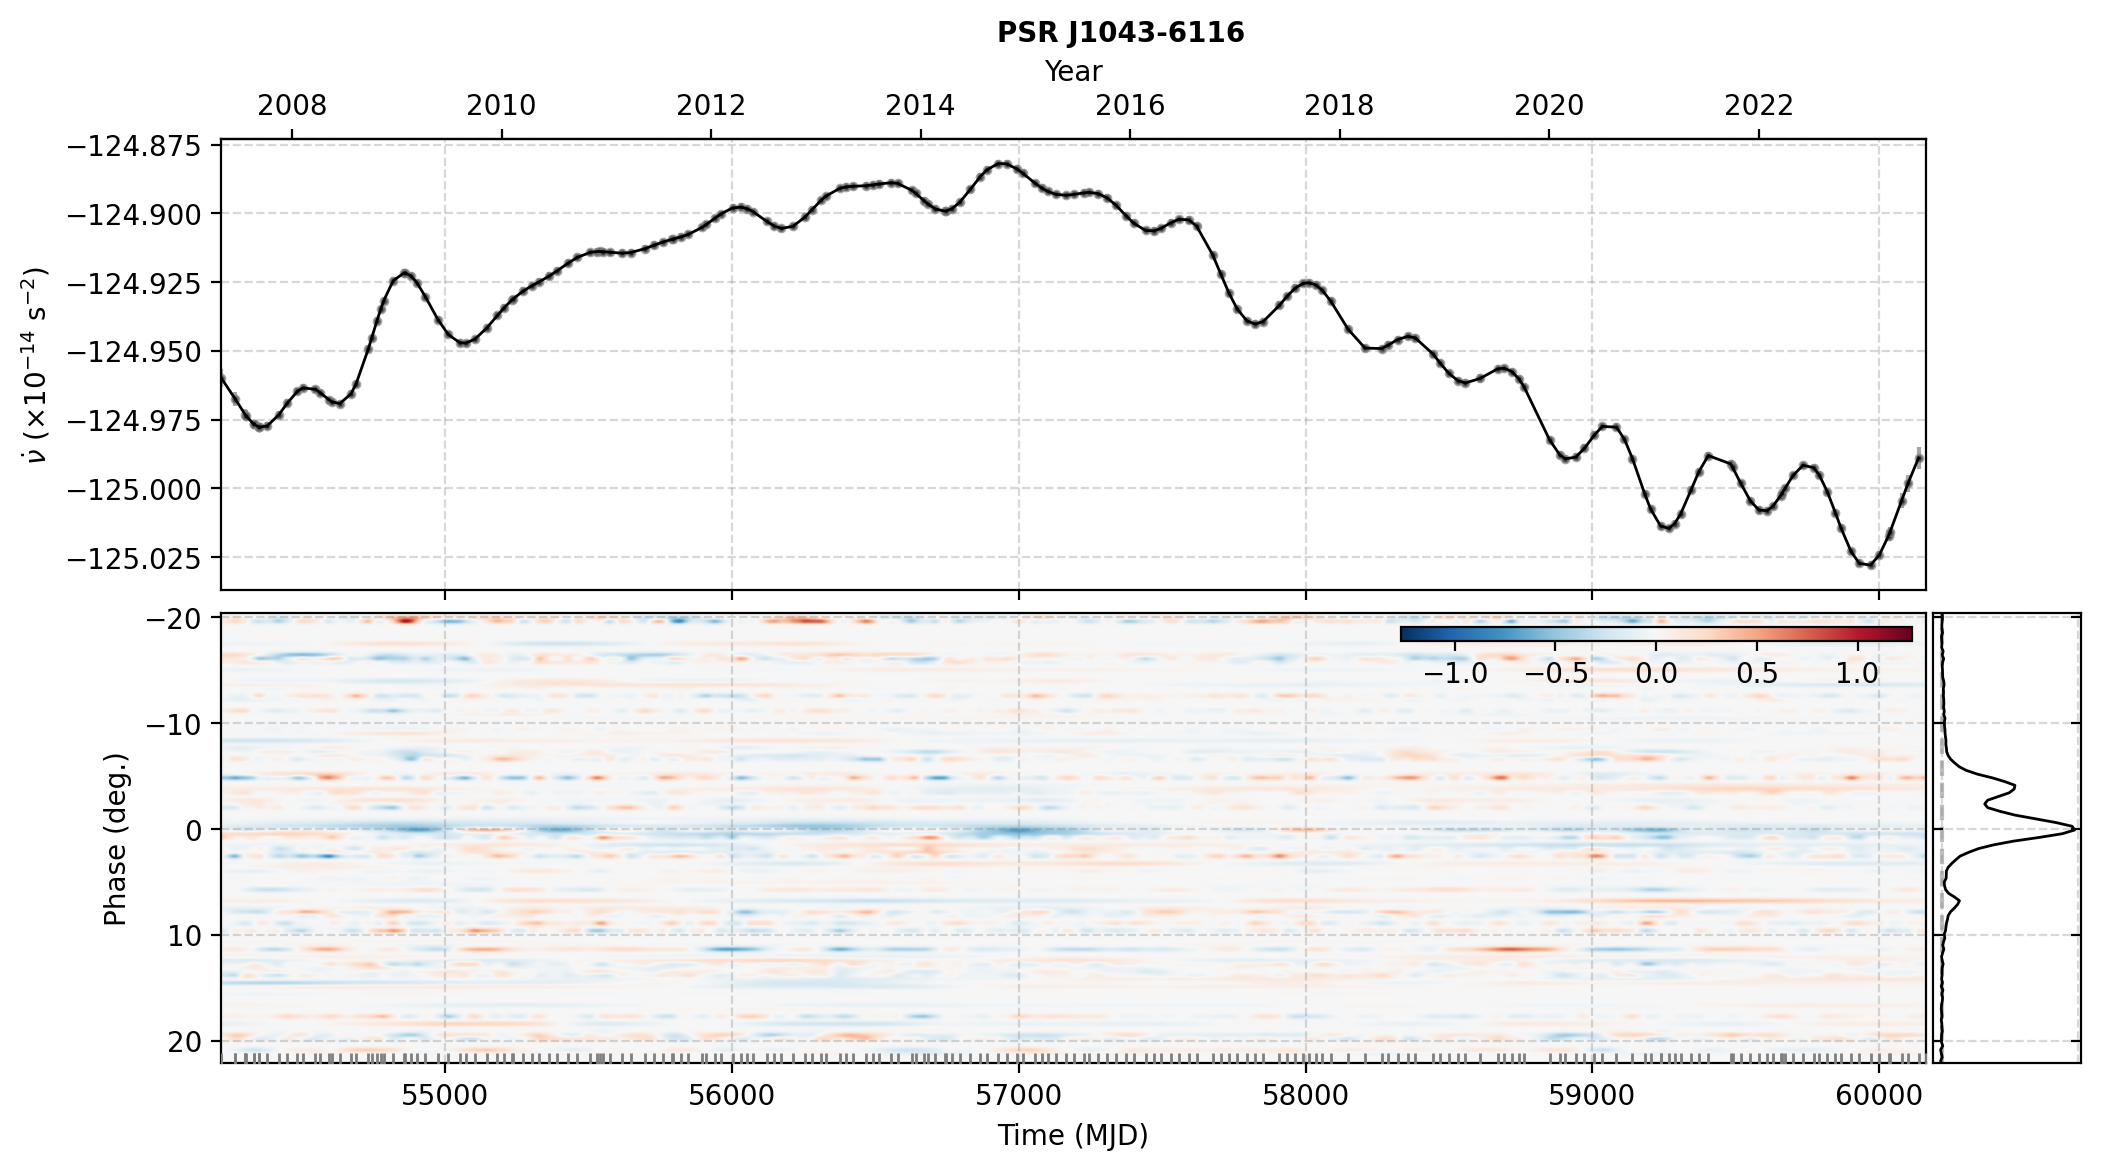 PSR J1043-6116
Year
2008 2010 2012 2014 2016 2018 2020 2022
−124.875
−124.900
−124.925
−124.950
−124.975
−125.000
−125.025
ν̇ (×10⁻¹⁴ s⁻²)
−20
−10
0
10
20
Phase (deg.)
−1.0 −0.5 0.0 0.5 1.0
55000 56000 57000 58000 59000 60000
Time (MJD)